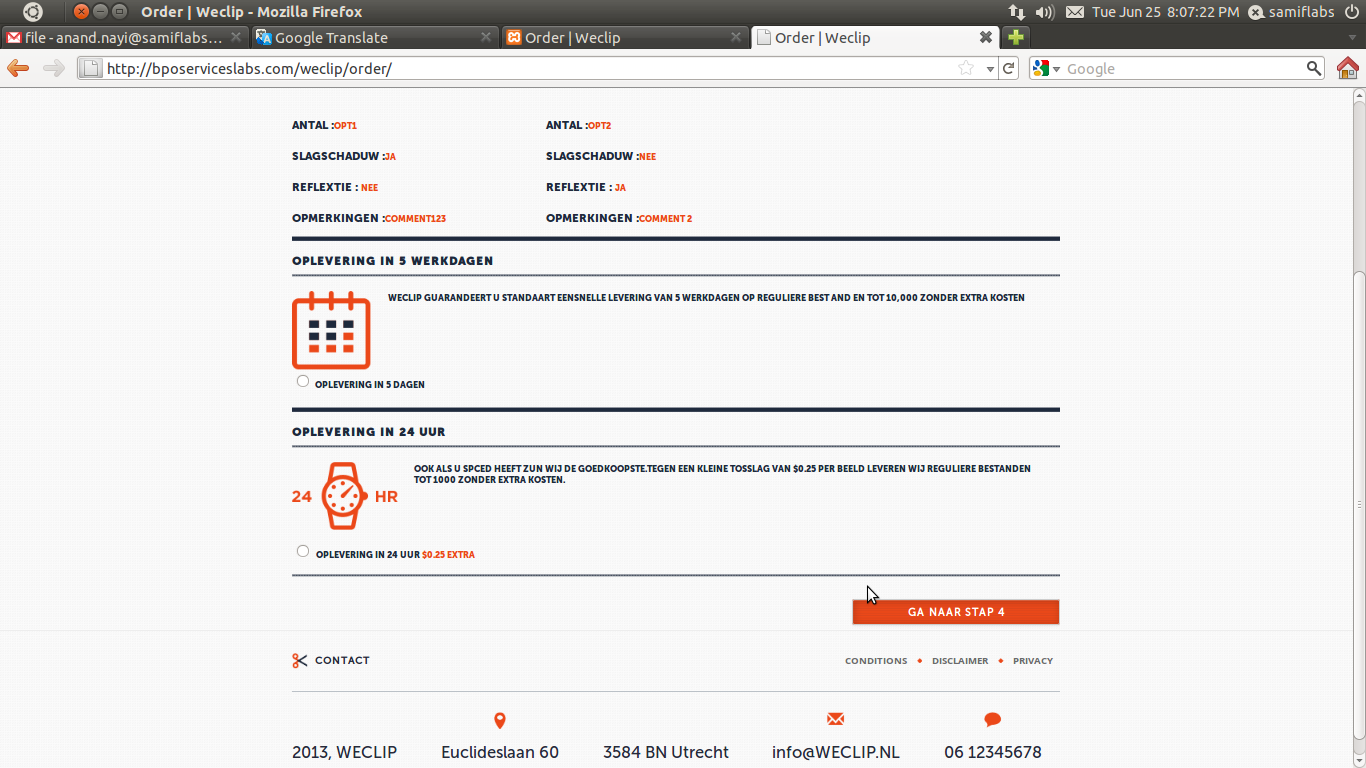 Order | Weclip - Mozilla Firefox
Tue Jun 25 8:07:22 PM
samiflabs
file - anand.nayi@samiflabs...
Google Translate
Order | Weclip
Order | Weclip
http://bposerviceslabs.com/weclip/order/
Google
ANTAL :OPT1
ANTAL :OPT2
SLAGSCHADUW :JA
SLAGSCHADUW :NEE
REFLEXTIE : NEE
REFLEXTIE : JA
OPMERKINGEN :COMMENT123
OPMERKINGEN :COMMENT 2
OPLEVERING IN 5 WERKDAGEN
WECLIP GUARANDEERT U STANDAART EENSNELLE LEVERING VAN 5 WERKDAGEN OP REGULIERE BEST AND EN TOT 10,000 ZONDER EXTRA KOSTEN
OPLEVERING IN 5 DAGEN
OPLEVERING IN 24 UUR
OOK ALS U SPCED HEEFT ZUN WIJ DE GOEDKOOPSTE.TEGEN EEN KLEINE TOSSLAG VAN $0.25 PER BEELD LEVEREN WIJ REGULIERE BESTANDEN
TOT 1000 ZONDER EXTRA KOSTEN.
24 HR
OPLEVERING IN 24 UUR $0.25 EXTRA
GA NAAR STAP 4
CONTACT
CONDITIONS
DISCLAIMER
PRIVACY
2013, WECLIP
Euclideslaan 60
3584 BN Utrecht
info@WECLIP.NL
06 12345678